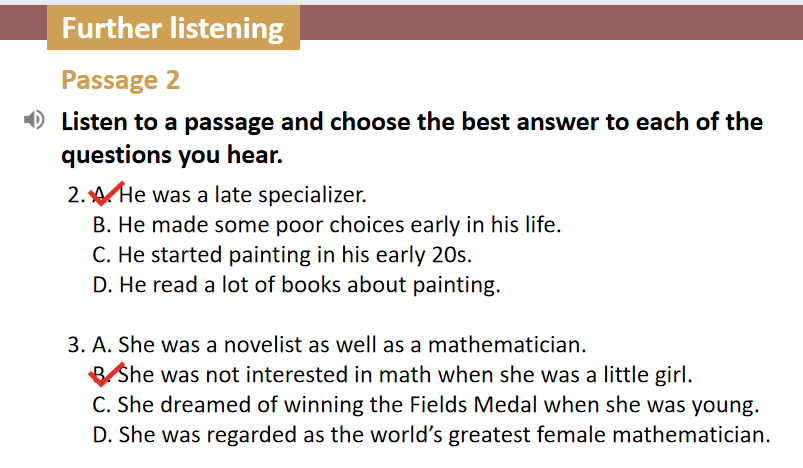 Further listening
Passage 2
Listen to a passage and choose the best answer to each of the
questions you hear.
2. A. He was a late specializer.
B. He made some poor choices early in his life.
C. He started painting in his early 20s.
D. He read a lot of books about painting.
3. A. She was a novelist as well as a mathematician.
B. She was not interested in math when she was a little girl.
C. She dreamed of winning the Fields Medal when she was young.
D. She was regarded as the world’s greatest female mathematician.